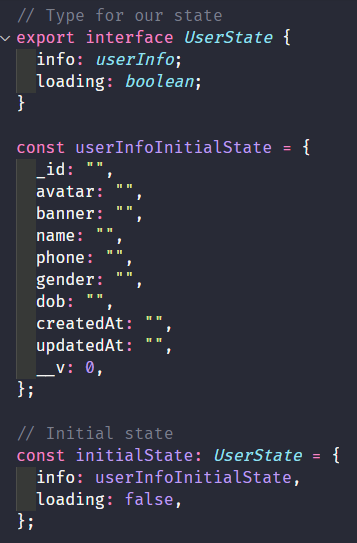 // Type for our state
export interface UserState {
info: userInfo;
loading: boolean;
}
const userInfoInitialState = {
_id: "",
avatar: "",
banner: "",
name: "",
phone: "",
gender: "",
dob: "",
createdAt: "",
updatedAt: "",
__v: 0,
};
// Initial state
const initialState: UserState = {
info: userInfoInitialState,
loading: false,
};